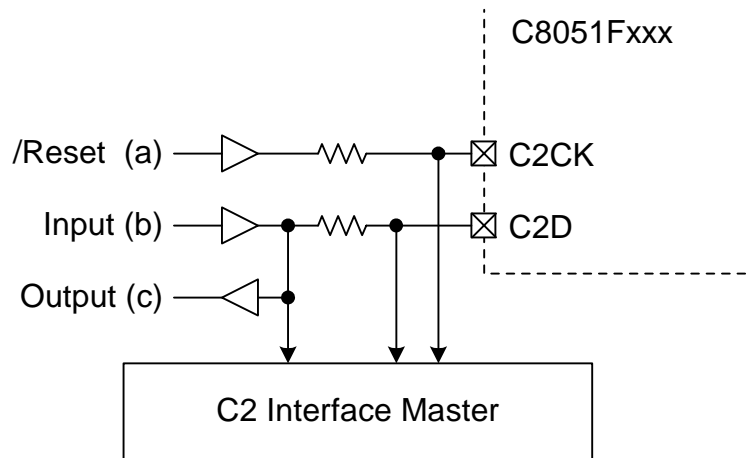 C8051Fxxx
/Reset (a)
C2CK
Input (b)
C2D
Output (c)
C2 Interface Master